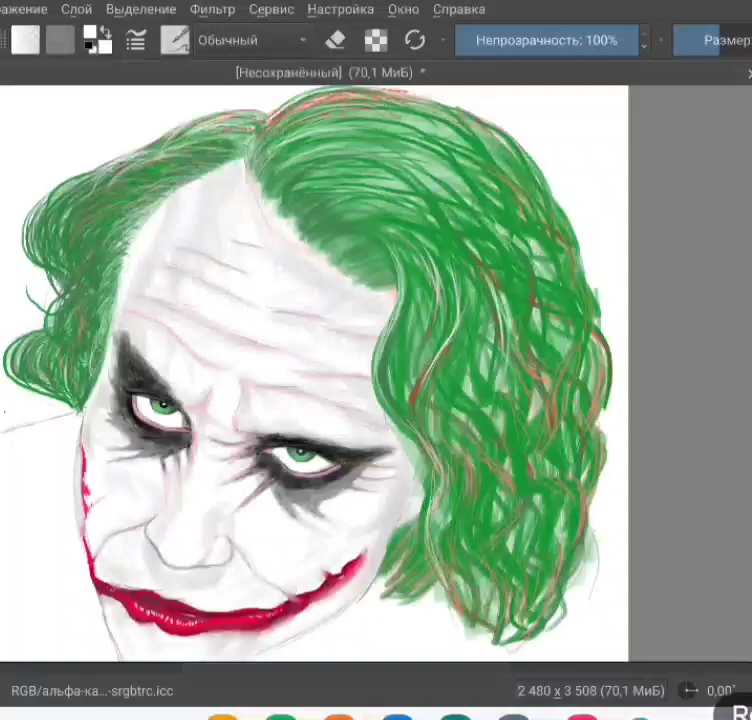 ражение Слой Выделение Фильтр Сервис Настройка Окно Справка
Обычный Непрозрачность: 100% Размер:
[Несохранённый] (70,1 МиБ) *
RGB/альфа-ка...-srgbtrc.icc 2 480 x 3 508 (70,1 МиБ) 0,00°